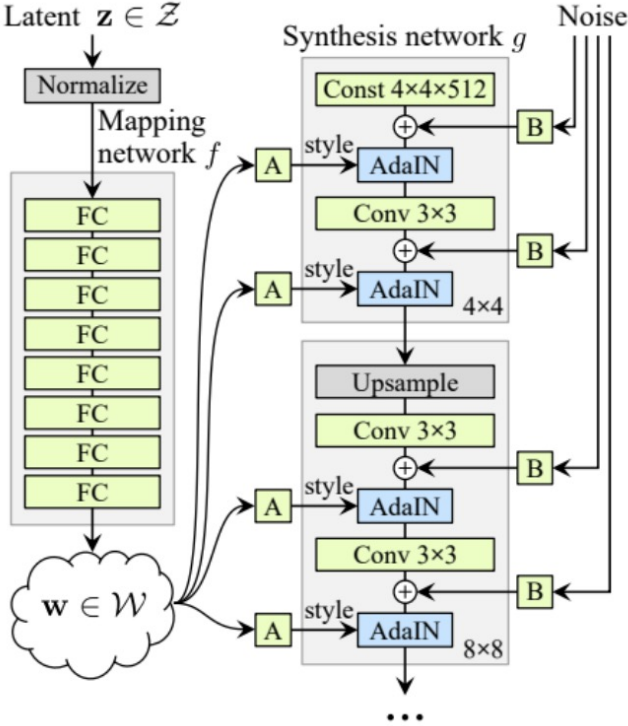 Latent z ∈ 𝒵
Normalize
Mapping
network f
FC
FC
FC
FC
FC
FC
FC
FC
w ∈ 𝒲
Synthesis network g
Noise
Const 4×4×512
+
B
A
style
AdaIN
Conv 3×3
+
B
A
style
AdaIN
4×4
Upsample
Conv 3×3
+
B
A
style
AdaIN
Conv 3×3
+
B
A
style
AdaIN
8×8
...